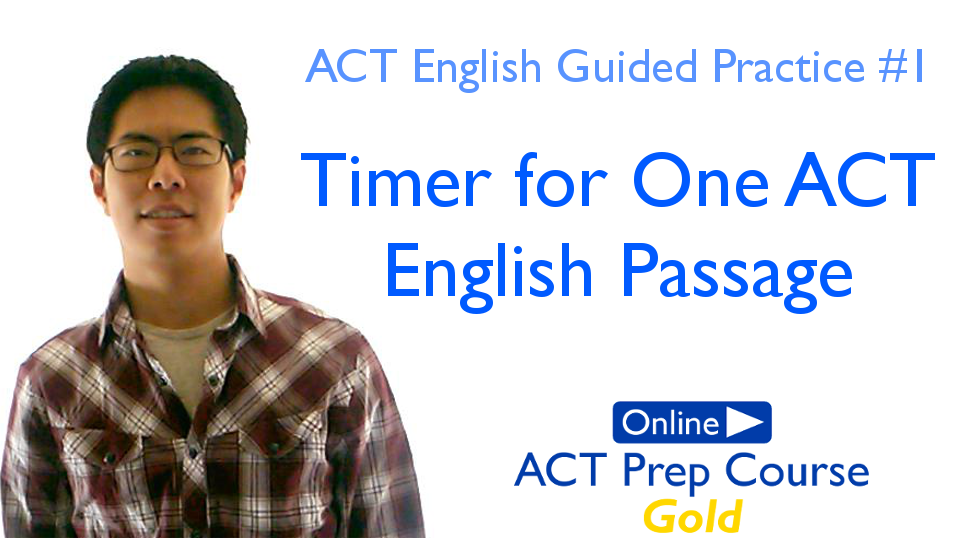 ACT English Guided Practice #1
Timer for One ACT
English Passage
Online
ACT Prep Course
Gold